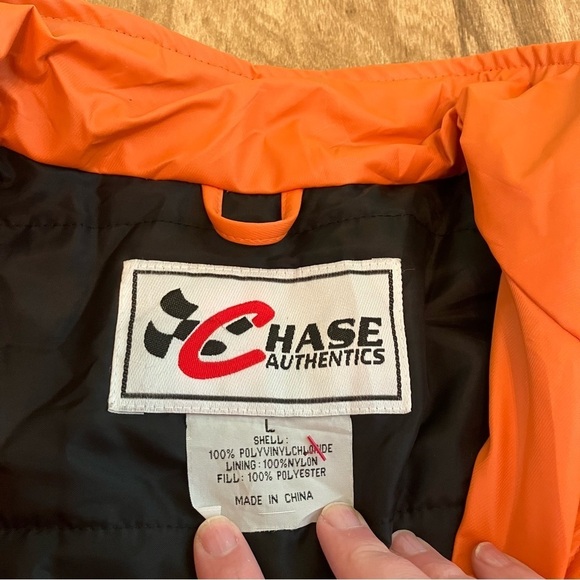 CHASE
AUTHENTICS
L
SHELL:
100% POLYVINYLCHLORIDE
LINING: 100%NYLON
FILL: 100% POLYESTER
MADE IN CHINA